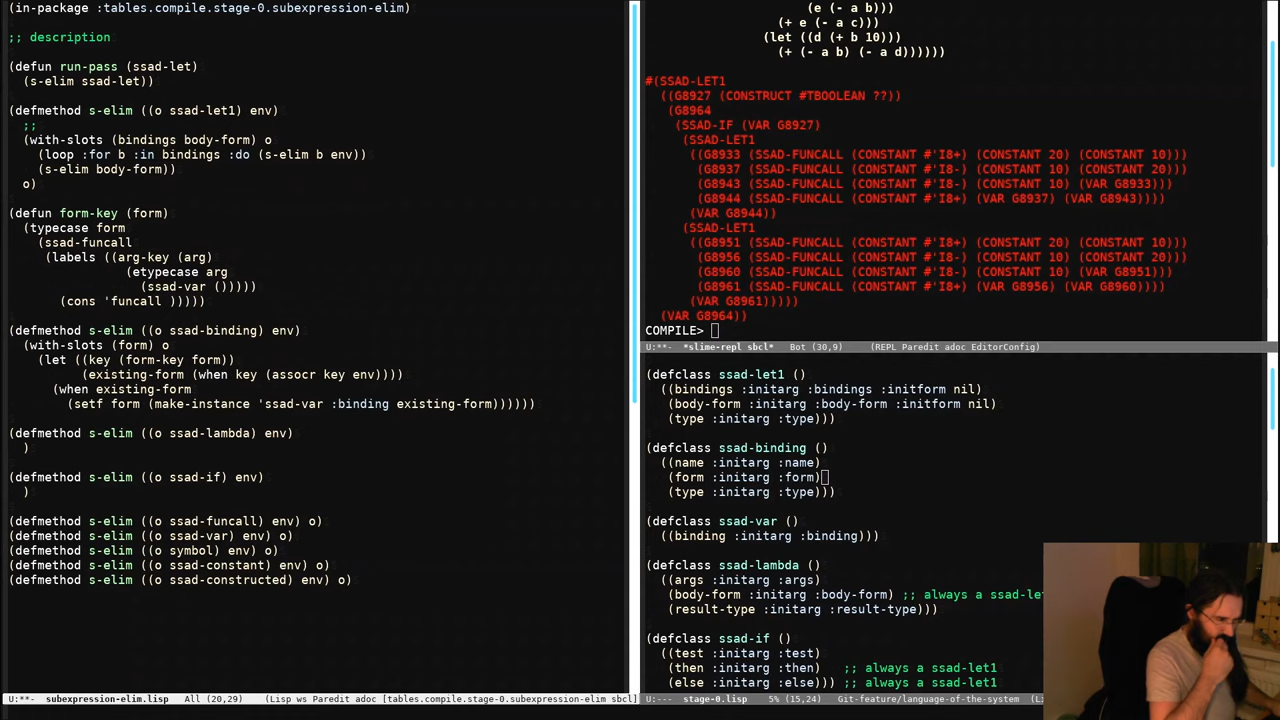 (in-package :tables.compile.stage-0.subexpression-elim)
;; description
(defun run-pass (ssad-let)
  (s-elim ssad-let))
(defmethod s-elim ((o ssad-let1) env)
  ;;
  (with-slots (bindings body-form) o
    (loop :for b :in bindings :do (s-elim b env))
    (s-elim body-form))
  o)
(defun form-key (form)
  (typecase form
    (ssad-funcall
     (labels ((arg-key (arg)
                (etypecase arg
                  (ssad-var ()))))
       (cons 'funcall )))))
(defmethod s-elim ((o ssad-binding) env)
  (with-slots (form) o
    (let ((key (form-key form))
          (existing-form (when key (assocr key env))))
      (when existing-form
        (setf form (make-instance 'ssad-var :binding existing-form))))))
(defmethod s-elim ((o ssad-lambda) env)
  )
(defmethod s-elim ((o ssad-if) env)
  )
(defmethod s-elim ((o ssad-funcall) env) o)
(defmethod s-elim ((o ssad-var) env) o)
(defmethod s-elim ((o symbol) env) o)
(defmethod s-elim ((o ssad-constant) env) o)
(defmethod s-elim ((o ssad-constructed) env) o)
U:**-  subexpression-elim.lisp   All (20,29)     (Lisp ws Paredit adoc [tables.compile.stage-0.subexpression-elim sbcl]
(e (- a b)))
(+ e (- a c)))
(let ((d (+ b 10)))
  (+ (- a b) (- a d))))))
#(SSAD-LET1
  ((G8927 (CONSTRUCT #TBOOLEAN ??))
   (G8964
    (SSAD-IF (VAR G8927)
     (SSAD-LET1
      ((G8933 (SSAD-FUNCALL (CONSTANT #'I8+) (CONSTANT 20) (CONSTANT 10)))
       (G8937 (SSAD-FUNCALL (CONSTANT #'I8-) (CONSTANT 10) (CONSTANT 20)))
       (G8943 (SSAD-FUNCALL (CONSTANT #'I8-) (CONSTANT 10) (VAR G8933)))
       (G8944 (SSAD-FUNCALL (CONSTANT #'I8+) (VAR G8937) (VAR G8943))))
      (VAR G8944))
     (SSAD-LET1
      ((G8951 (SSAD-FUNCALL (CONSTANT #'I8+) (CONSTANT 20) (CONSTANT 10)))
       (G8956 (SSAD-FUNCALL (CONSTANT #'I8-) (CONSTANT 10) (CONSTANT 20)))
       (G8960 (SSAD-FUNCALL (CONSTANT #'I8-) (CONSTANT 10) (VAR G8951)))
       (G8961 (SSAD-FUNCALL (CONSTANT #'I8+) (VAR G8956) (VAR G8960))))
      (VAR G8961)))))
  (VAR G8964))
COMPILE>
U:**-  *slime-repl sbcl*   Bot (30,9)     (REPL Paredit adoc EditorConfig)
(defclass ssad-let1 ()
  ((bindings :initarg :bindings :initform nil)
   (body-form :initarg :body-form :initform nil)
   (type :initarg :type)))
(defclass ssad-binding ()
  ((name :initarg :name)
   (form :initarg :form)
   (type :initarg :type)))
(defclass ssad-var ()
  ((binding :initarg :binding)))
(defclass ssad-lambda ()
  ((args :initarg :args)
   (body-form :initarg :body-form) ;; always a ssad-le
   (result-type :initarg :result-type)))
(defclass ssad-if ()
  ((test :initarg :test)
   (then :initarg :then)   ;; always a ssad-let1
   (else :initarg :else))) ;; always a ssad-let1
U:---  stage-0.lisp   5% (15,24)   Git-feature/language-of-the-system  (Li